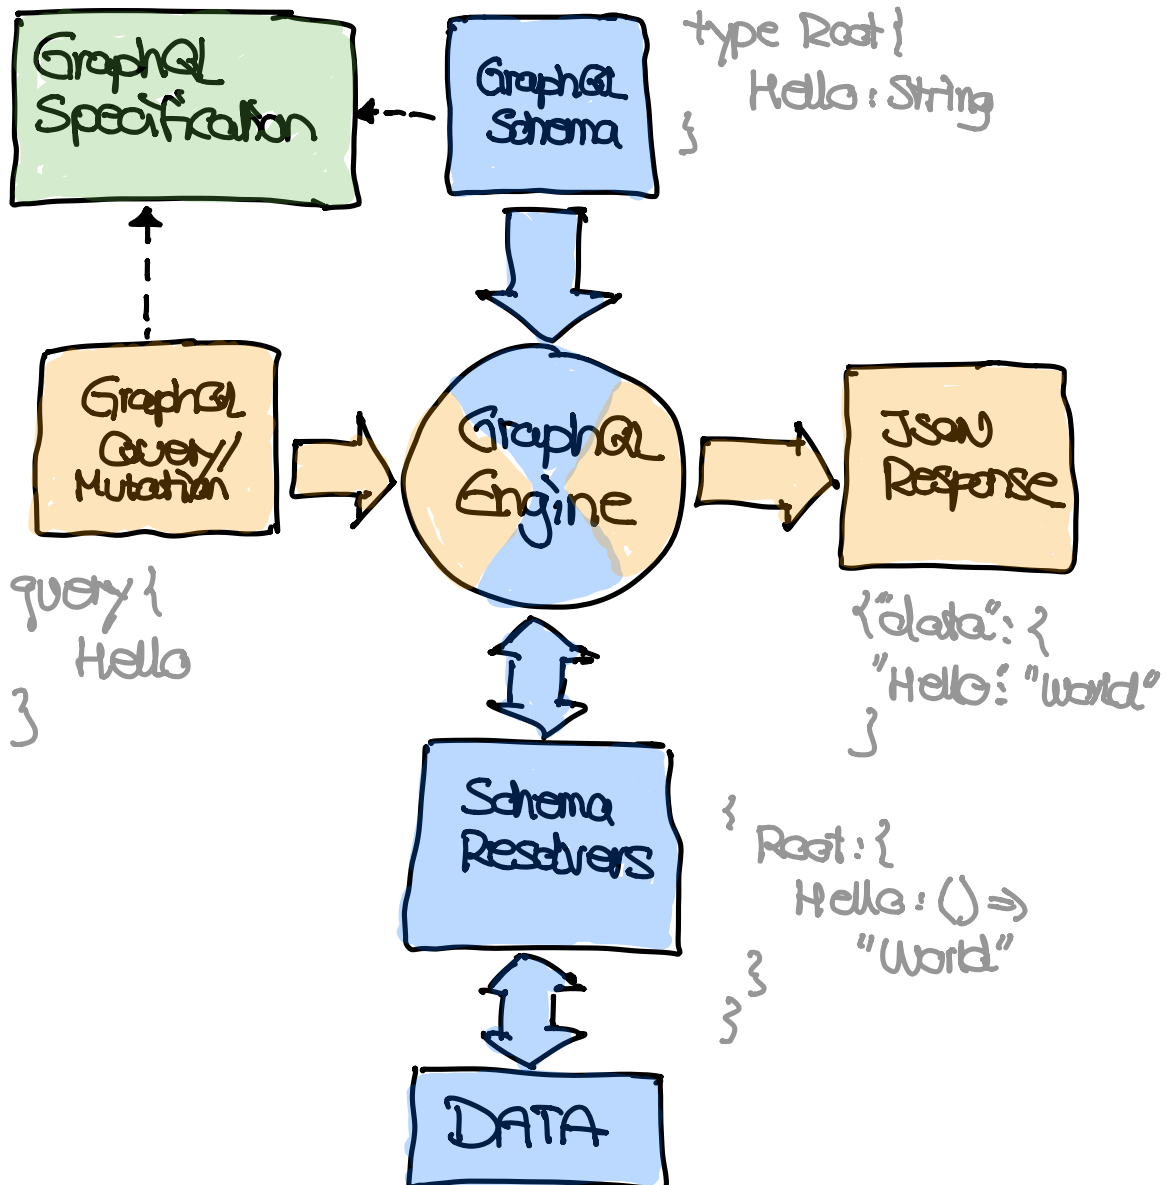 GraphQL
Specification
GraphQL
Schema
type Root {
Hello : String
}
GraphQL
Query/
Mutation
GraphQL
Engine
JSON
Response
query {
Hello
}
{"data": {
"Hello": "World"
}
Schema
Resolvers
{
Root : {
Hello : () =>
"World"
}
}
DATA